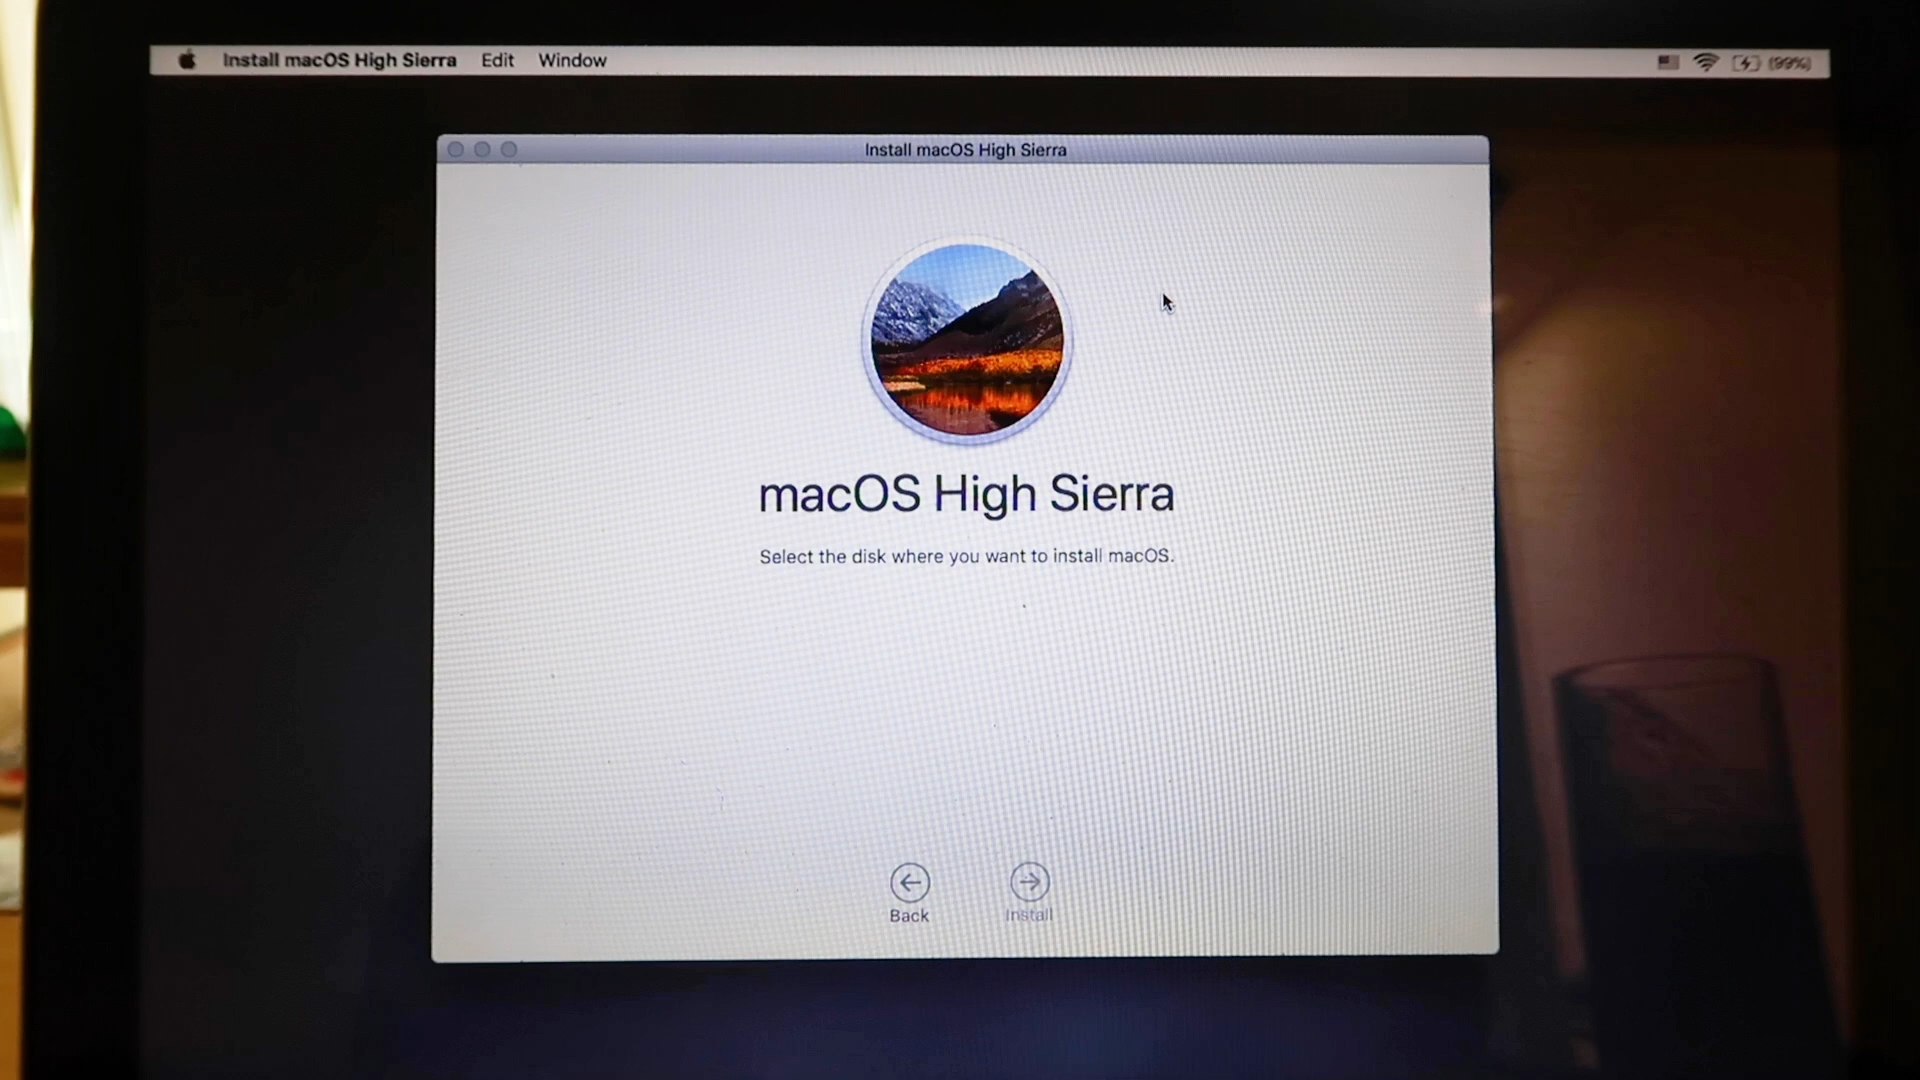 Install macOS High Sierra Edit Window (99%)
Install macOS High Sierra
macOS High Sierra
Select the disk where you want to install macOS.
Back Install